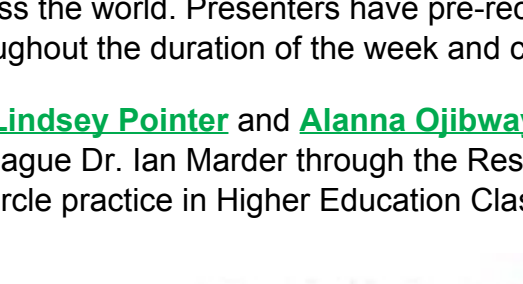 ss the world. Presenters have pre-rec
ughout the duration of the week and c
Lindsey Pointer and Alanna Ojibway
ague Dr. Ian Marder through the Res
rcle practice in Higher Education Clas